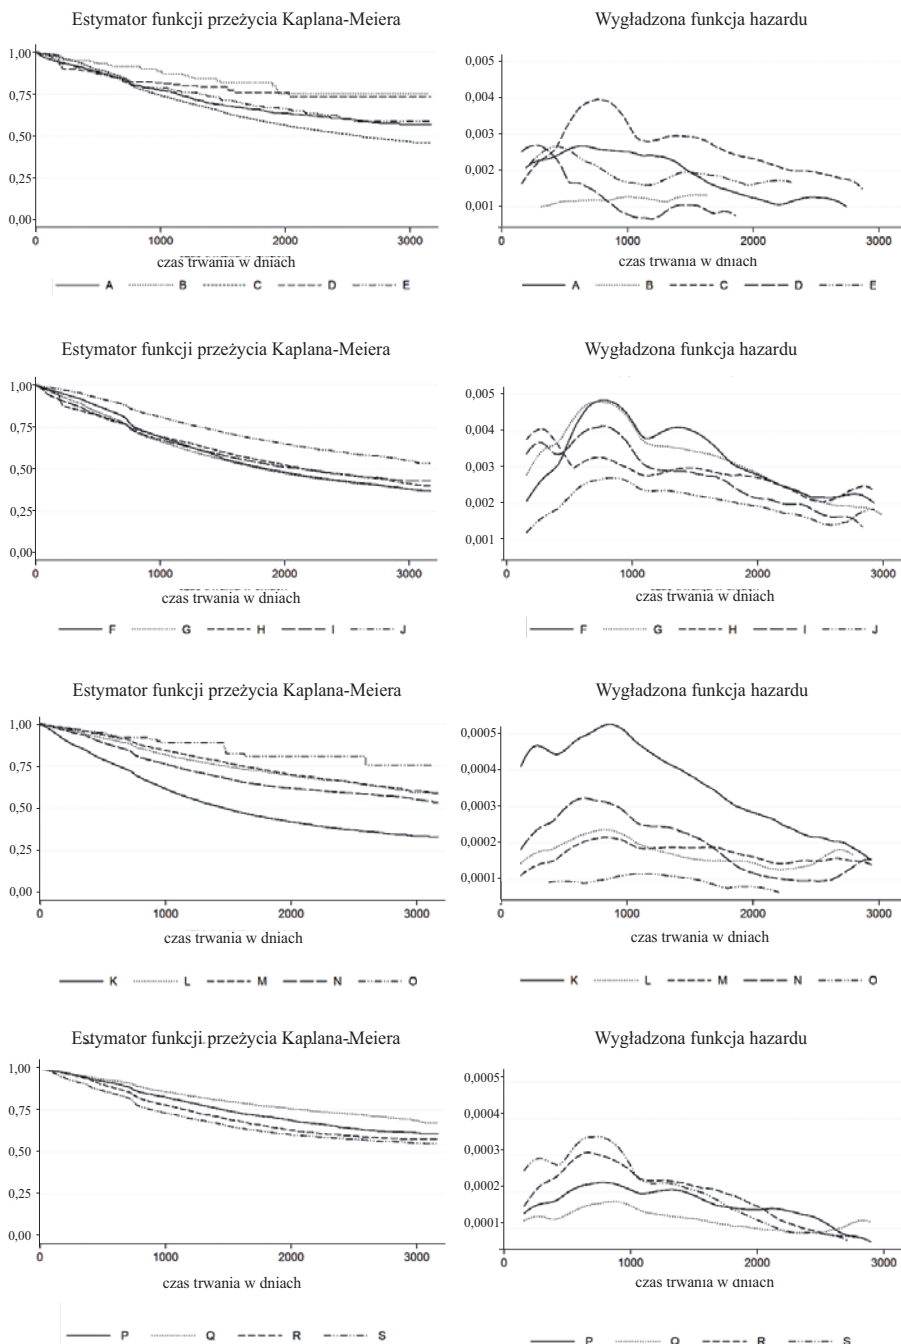 Estymator funkcji przeżycia Kaplana-Meiera
1,00
0,75
0,50
0,25
0,00
0 1000 2000 3000
czas trwania w dniach
A B C D E
Wygładzona funkcja hazardu
0,005
0,004
0,003
0,002
0,001
0 1000 2000 3000
czas trwania w dniach
A B C D E
Estymator funkcji przeżycia Kaplana-Meiera
1,00
0,75
0,50
0,25
0,00
0 1000 2000 3000
czas trwania w dniach
F G H I J
Wygładzona funkcja hazardu
0,005
0,004
0,003
0,002
0,001
0 1000 2000 3000
czas trwania w dniach
F G H I J
Estymator funkcji przeżycia Kaplana-Meiera
1,00
0,75
0,50
0,25
0,00
0 1000 2000 3000
czas trwania w dniach
K L M N O
Wygładzona funkcja hazardu
0,0005
0,0004
0,0003
0,0002
0,0001
0 1000 2000 3000
czas trwania w dniach
K L M N O
Estymator funkcji przeżycia Kaplana-Meiera
1,00
0,75
0,50
0,25
0,00
0 1000 2000 3000
czas trwania w dniach
P Q R S
Wygładzona funkcja hazardu
0,0005
0,0004
0,0003
0,0002
0,0001
0 1000 2000 3000
czas trwania w dniach
P Q R S